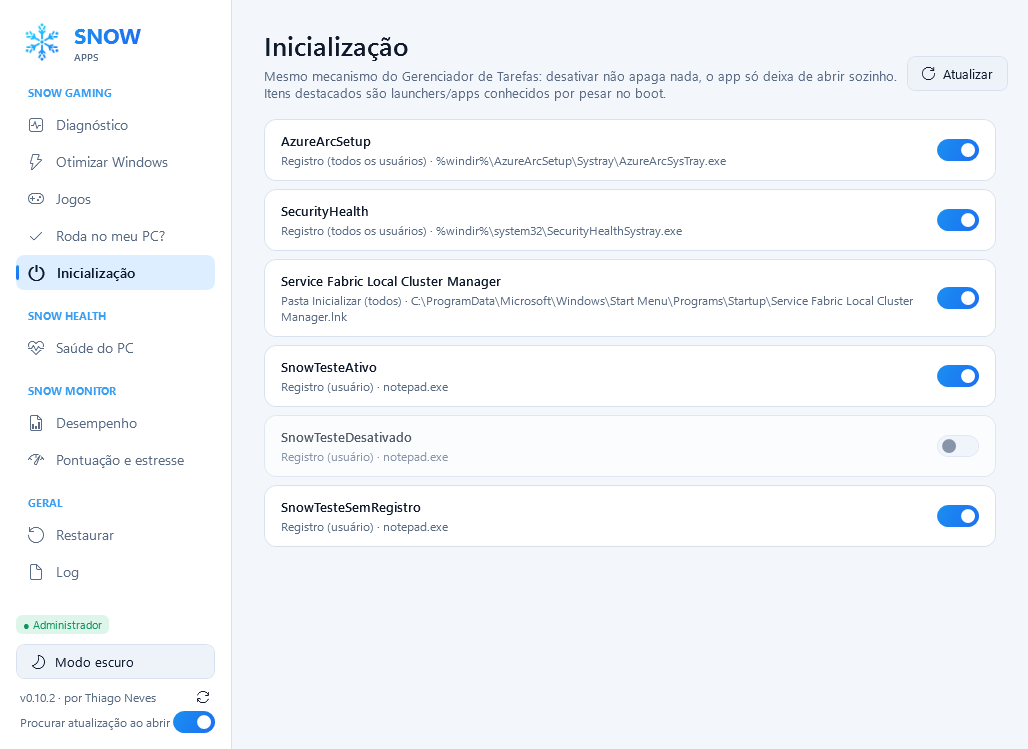 SNOW
APPS
SNOW GAMING
Diagnóstico
Otimizar Windows
Jogos
Roda no meu PC?
Inicialização
SNOW HEALTH
Saúde do PC
SNOW MONITOR
Desempenho
Pontuação e estresse
GERAL
Restaurar
Log
Administrador
Modo escuro
v0.10.2 · por Thiago Neves
Procurar atualização ao abrir
Inicialização
Mesmo mecanismo do Gerenciador de Tarefas: desativar não apaga nada, o app só deixa de abrir sozinho.
Itens destacados são launchers/apps conhecidos por pesar no boot.
Atualizar
AzureArcSetup
Registro (todos os usuários) · %windir%\AzureArcSetup\Systray\AzureArcSysTray.exe
SecurityHealth
Registro (todos os usuários) · %windir%\system32\SecurityHealthSystray.exe
Service Fabric Local Cluster Manager
Pasta Inicializar (todos) · C:\ProgramData\Microsoft\Windows\Start Menu\Programs\Startup\Service Fabric Local Cluster
Manager.lnk
SnowTesteAtivo
Registro (usuário) · notepad.exe
SnowTesteDesativado
Registro (usuário) · notepad.exe
SnowTesteSemRegistro
Registro (usuário) · notepad.exe